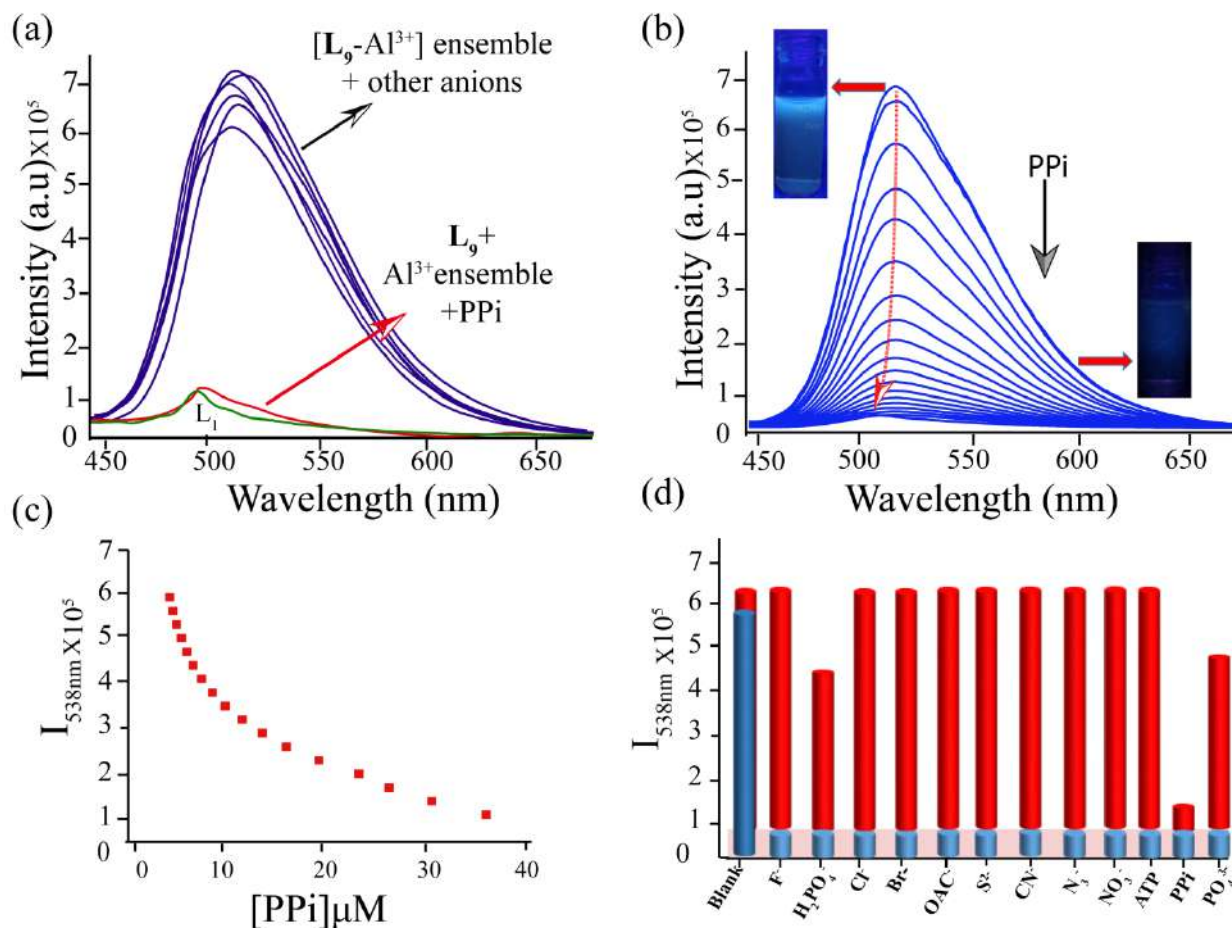 (a)
[L₉-Al³⁺] ensemble
+ other anions
L₉+
Al³⁺ensemble
+PPi
L₁
Intensity (a.u)×10⁵
7
6
5
4
3
2
1
0
450 500 550 600 650
Wavelength (nm)
(b)
PPi
Intensity (a.u)×10⁵
7
6
5
4
3
2
1
0
450 500 550 600 650
Wavelength (nm)
(c)
I₅₃₈ₙₘ X10⁵
7
6
5
4
3
2
1
0
0 10 20 30 40
[PPi]μM
(d)
I₅₃₈ₙₘ X10⁵
7
6
5
4
3
2
1
0
Blank F⁻ H₂PO₄²⁻ Cl⁻ Br- OAC⁻ S²⁻ CN⁻ N₃⁻ NO₃⁻ ATP PPi PO₄³⁻